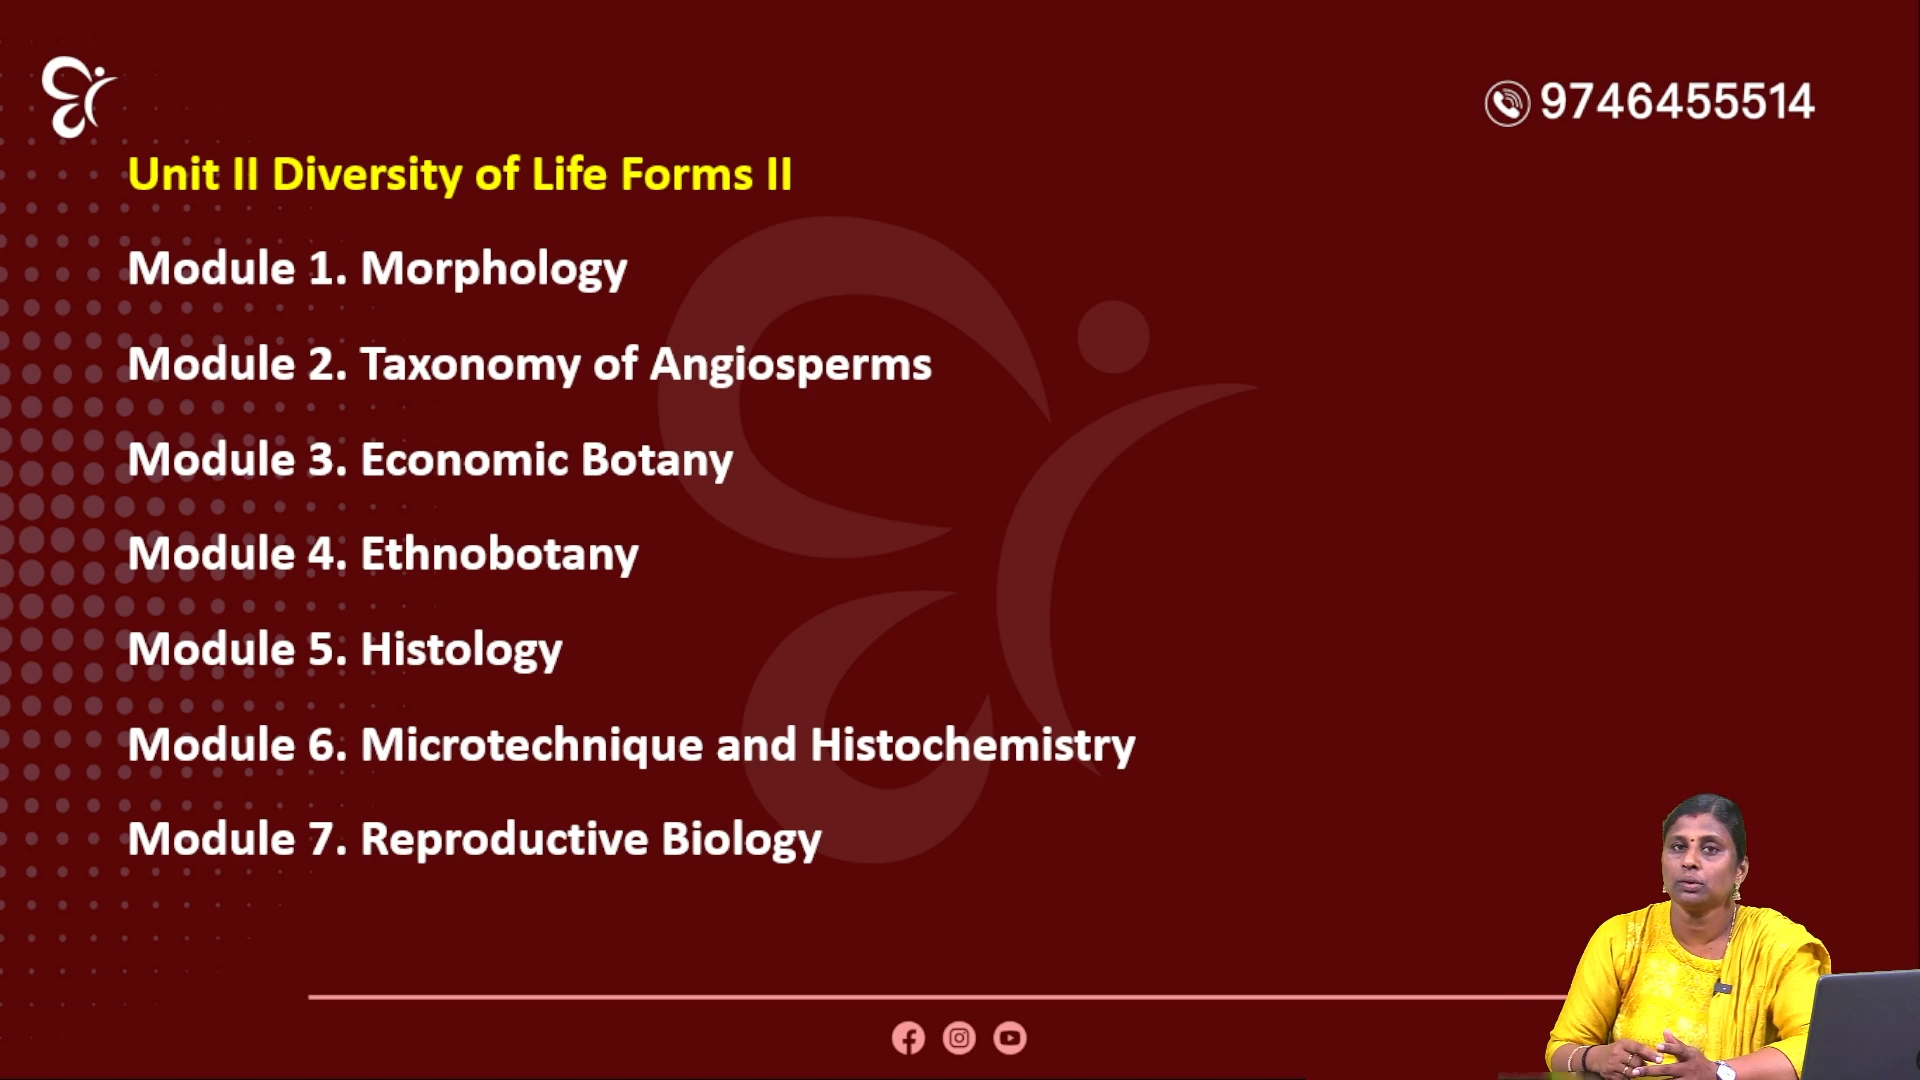 9746455514
Unit II Diversity of Life Forms II
Module 1. Morphology
Module 2. Taxonomy of Angiosperms
Module 3. Economic Botany
Module 4. Ethnobotany
Module 5. Histology
Module 6. Microtechnique and Histochemistry
Module 7. Reproductive Biology